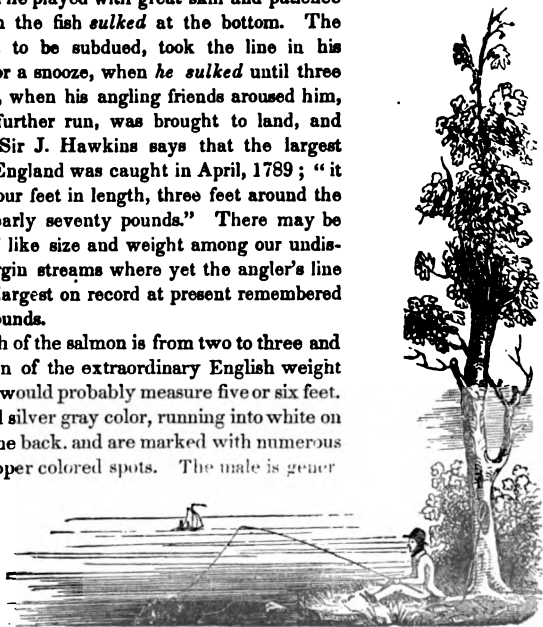 he played with great skill and patience
the fish sulked at the bottom. The
to be subdued, took the line in his
or a snooze, when he sulked until three
, when his angling friends aroused him,
further run, was brought to land, and
Sir J. Hawkins says that the largest
England was caught in April, 1789 ; “ it
our feet in length, three feet around the
early seventy pounds.” There may be
like size and weight among our undis-
rgin streams where yet the angler’s line
largest on record at present remembered
ounds.
h of the salmon is from two to three and
n of the extraordinary English weight
would probably measure five or six feet.
l silver gray color, running into white on
he back, and are marked with numerous
pper colored spots. The male is gener